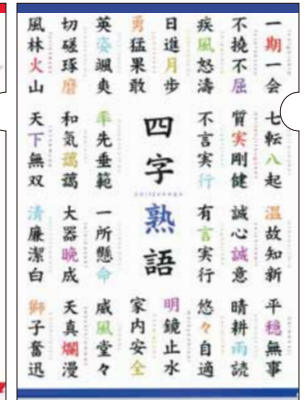 一期一会
不撓不屈
疾風怒濤
日進月歩
勇猛果敢
英姿颯爽
切磋琢磨
風林火山
七転八起
質実剛健
不言実行
四字熟語
率先垂範
和気藹藹
天下無双
温故知新
誠心誠意
有言実行
一所懸命
大器晩成
清廉潔白
平穏無事
晴耕雨読
悠々自適
明鏡止水
家内安全
威風堂々
天真爛漫
獅子奮迅